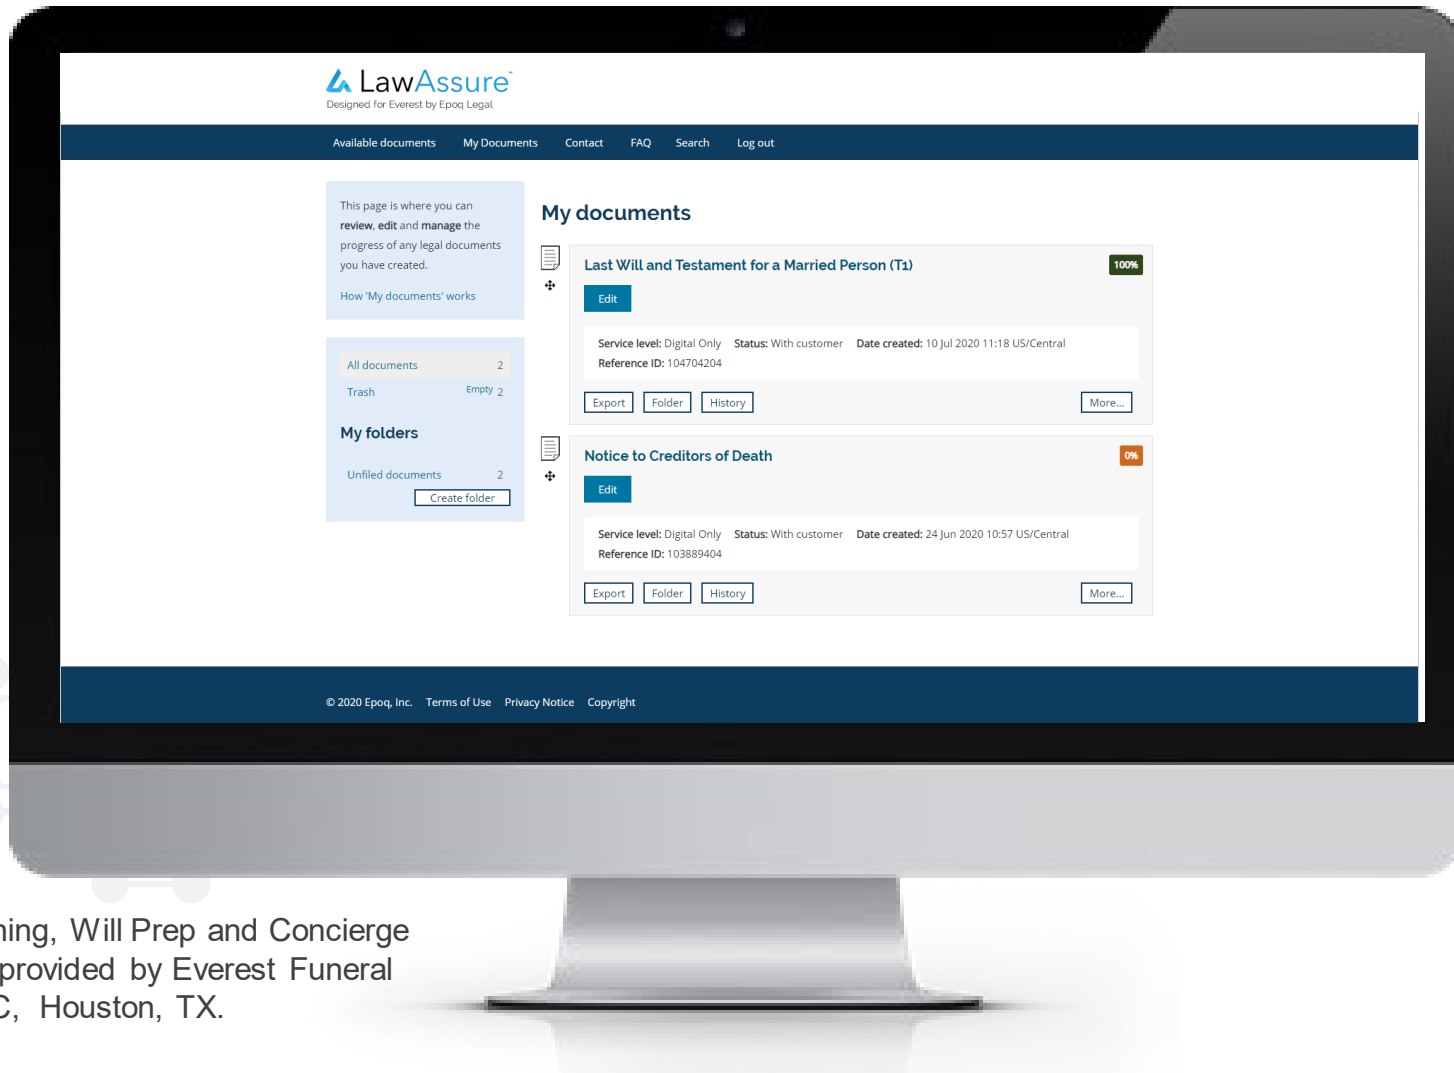 LawAssure™
Designed for Everest by Epoq Legal
Available documents My Documents Contact FAQ Search Log out
This page is where you can
review, edit and manage the
progress of any legal documents
you have created.
How 'My documents' works
All documents 2
Trash Empty 2
My folders
Unfiled documents 2
Create folder
My documents
Last Will and Testament for a Married Person (T1) 100%
Edit
Service level: Digital Only Status: With customer Date created: 10 Jul 2020 11:18 US/Central
Reference ID: 104704204
Export Folder History More...
Notice to Creditors of Death 0%
Edit
Service level: Digital Only Status: With customer Date created: 24 Jun 2020 10:57 US/Central
Reference ID: 103889404
Export Folder History More...
© 2020 Epoq, Inc. Terms of Use Privacy Notice Copyright
ning, Will Prep and Concierge
provided by Everest Funeral
C, Houston, TX.